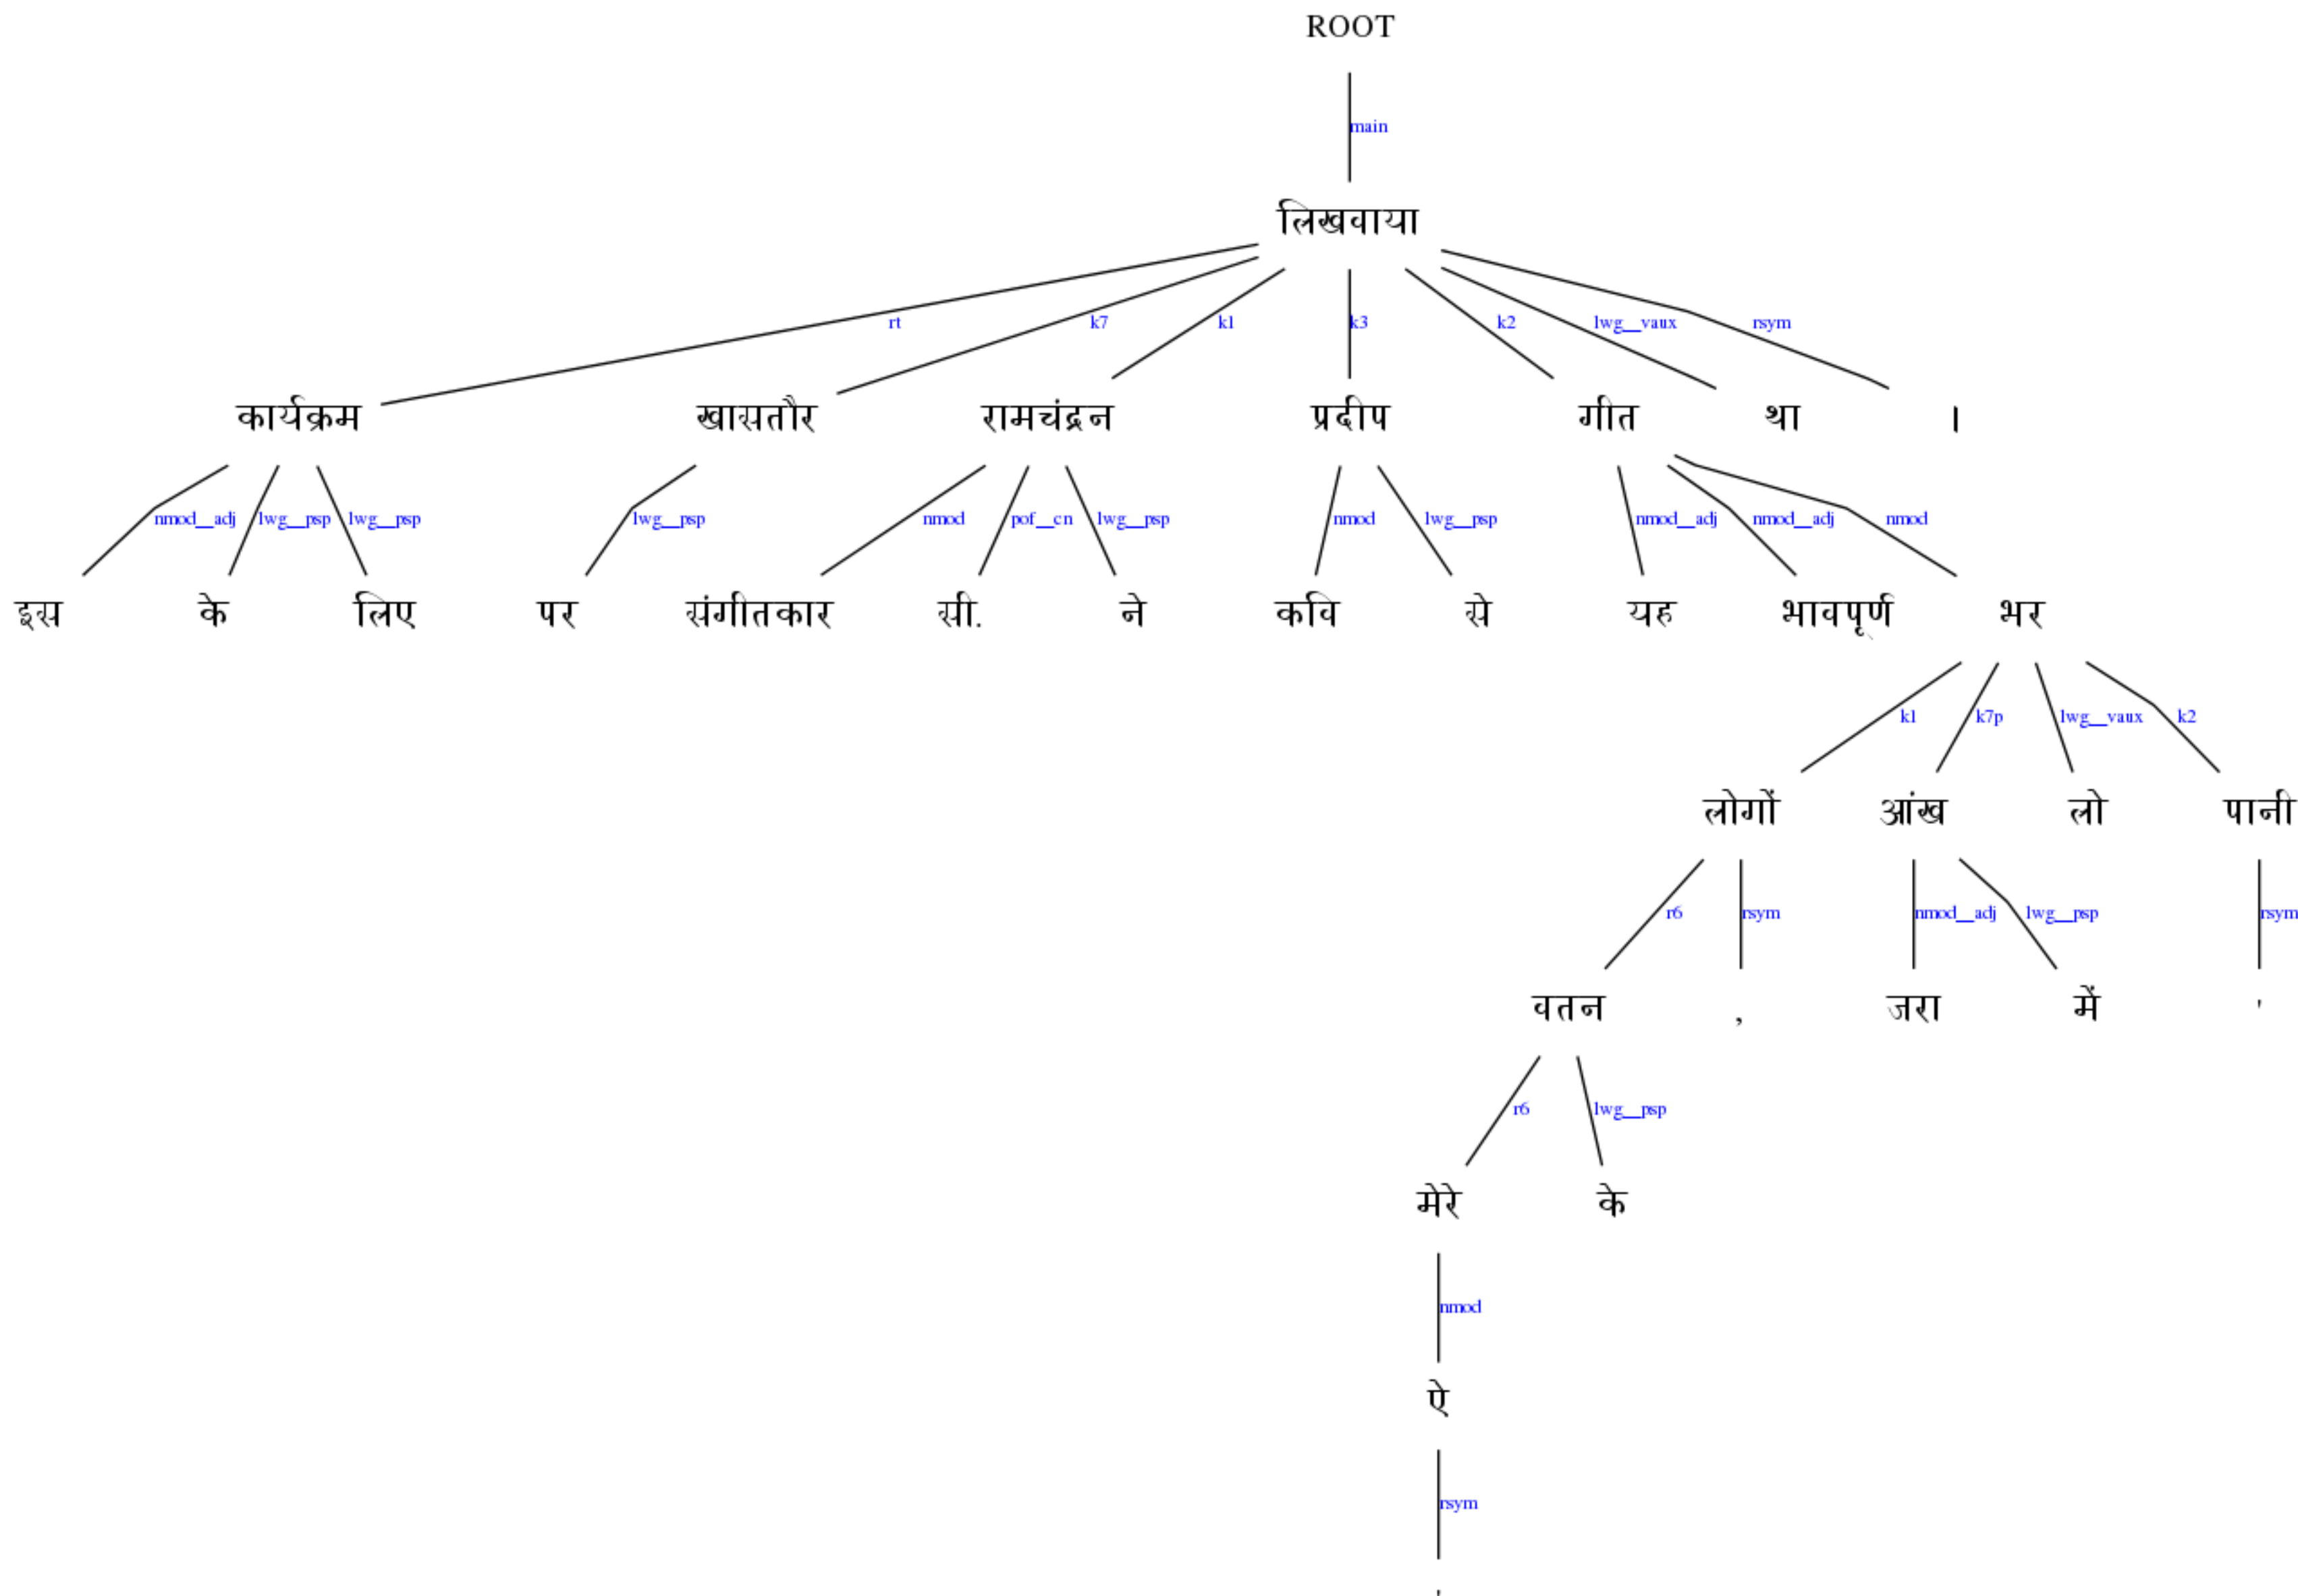 ROOT
main
लिखवाया
rt k7 k1 k3 k2 lwg__vaux rsym
कार्यक्रम खासतौर रामचंद्रन प्रदीप गीत था ।
nmod__adj lwg__psp lwg__psp lwg__psp nmod pof__cn lwg__psp nmod lwg__psp nmod__adj nmod__adj nmod
इस के लिए पर संगीतकार सी. ने कवि से यह भावपूर्ण भर
k1 k7p lwg__vaux k2
लोगों आंख लो पानी
r6 rsym nmod__adj lwg__psp rsym
वतन , जरा में '
r6 lwg__psp
मेरे के
nmod
ऐ
rsym
'